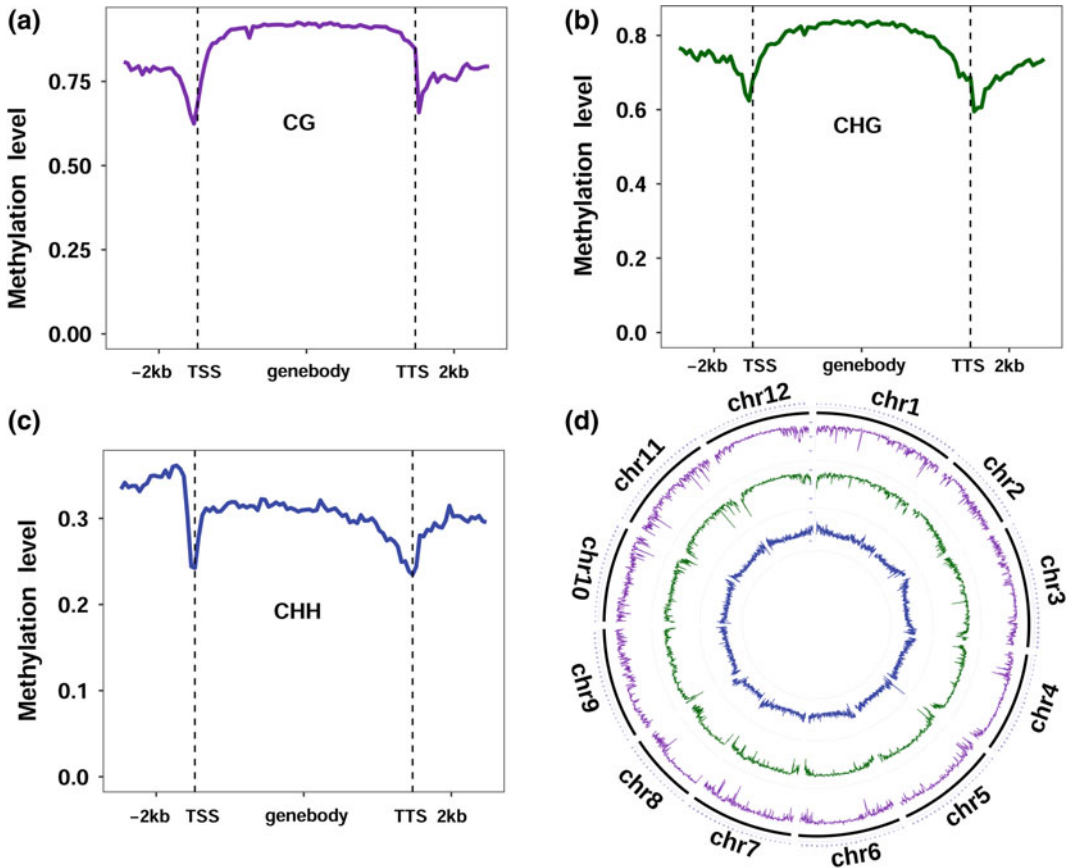 (a)
Methylation level
0.75
0.50
0.25
0.00
CG
−2kb TSS genebody TTS 2kb
(b)
Methylation level
0.8
0.6
0.4
0.2
0.0
CHG
−2kb TSS genebody TTS 2kb
(c)
Methylation level
0.3
0.2
0.1
0.0
CHH
−2kb TSS genebody TTS 2kb
(d)
chr1
chr2
chr3
chr4
chr5
chr6
chr7
chr8
chr9
chr10
chr11
chr12